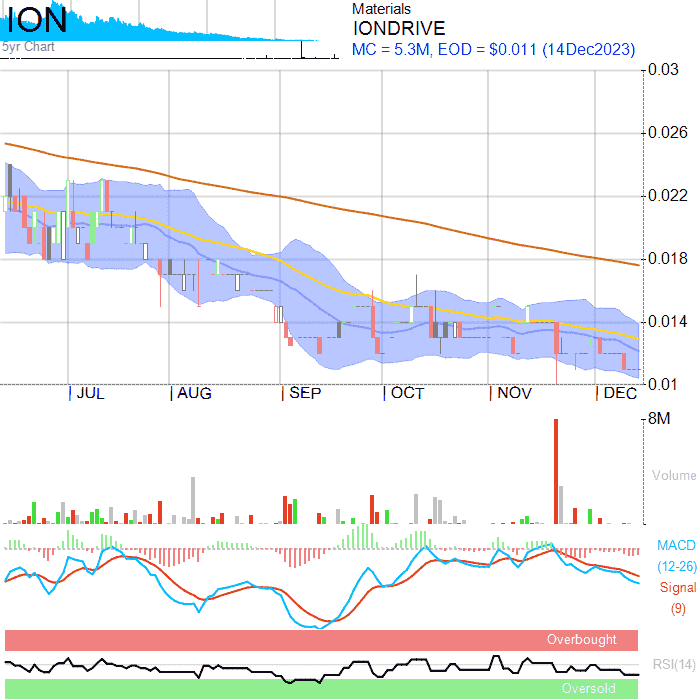 ION
5yr Chart
Materials
IONDRIVE
MC = 5.3M, EOD = $0.011 (14Dec2023)
0.03
0.026
0.022
0.018
0.014
0.01
JUL
AUG
SEP
OCT
NOV
DEC
8M
Volume
MACD
(12-26)
Signal
(9)
Overbought
RSI(14)
Oversold